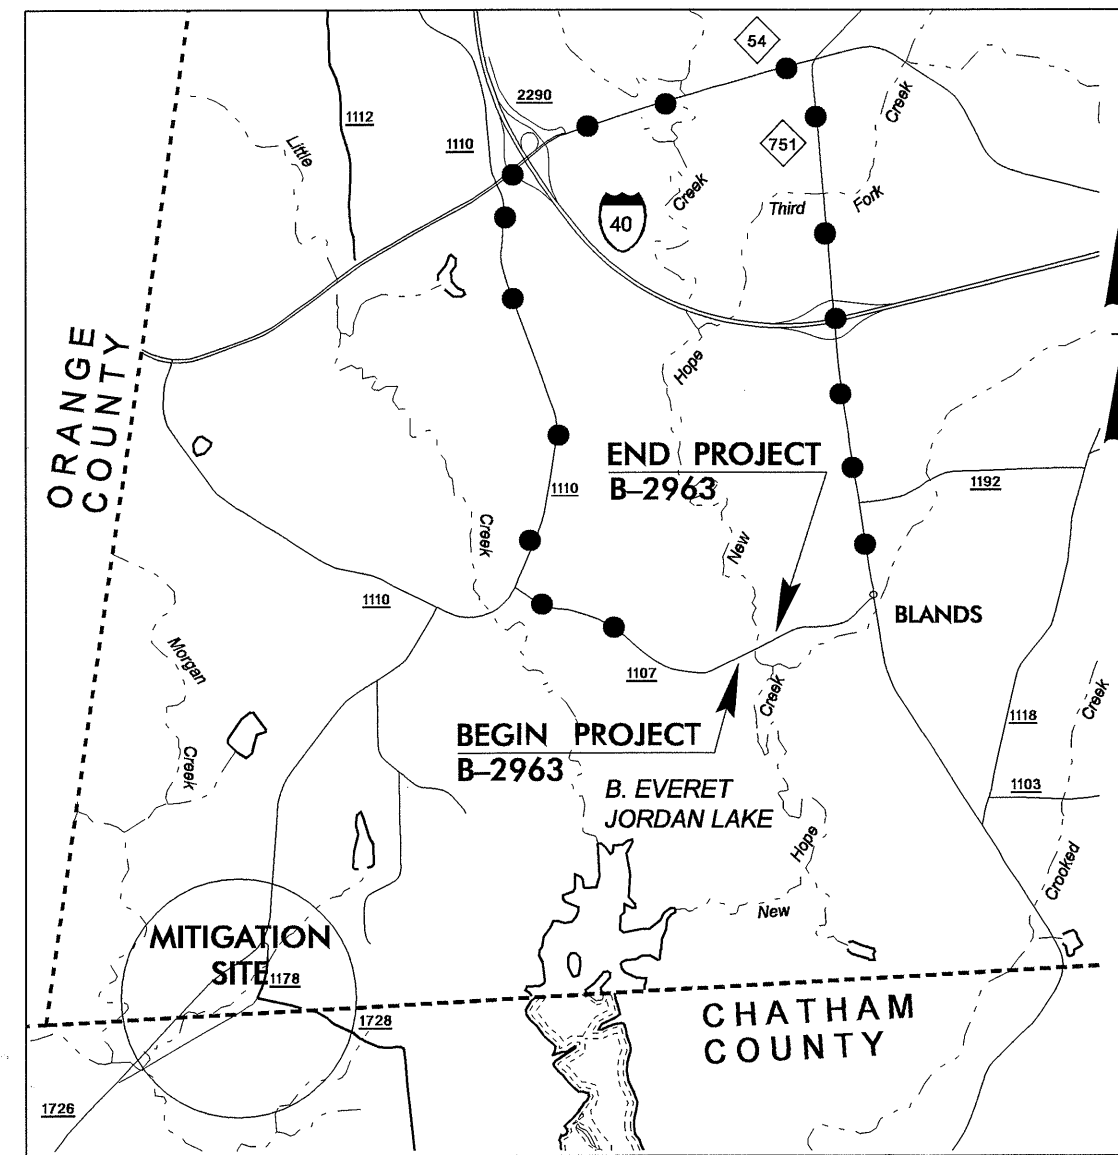 54
2290
1112
Creek
1110
751
Little
Creek
Third
Fork
40
ORANGE
COUNTY
Hope
END PROJECT
B–2963
1192
1110
Creek
New
1110
BLANDS
Morgan
1107
Creek
Creek
1118
BEGIN PROJECT
B–2963
Creek
1103
B. EVERET
JORDAN LAKE
Hope
Crooked
New
MITIGATION
SITE
1178
CHATHAM
COUNTY
1728
1726